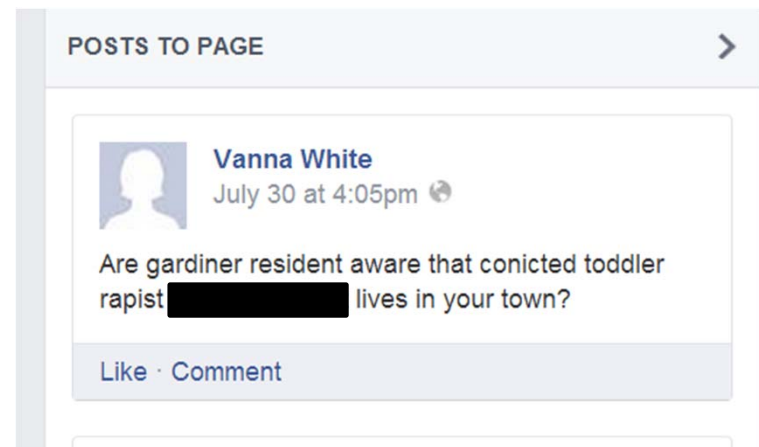 POSTS TO PAGE
Vanna White
July 30 at 4:05pm
Are gardiner resident aware that conicted toddler
rapist lives in your town?
Like · Comment